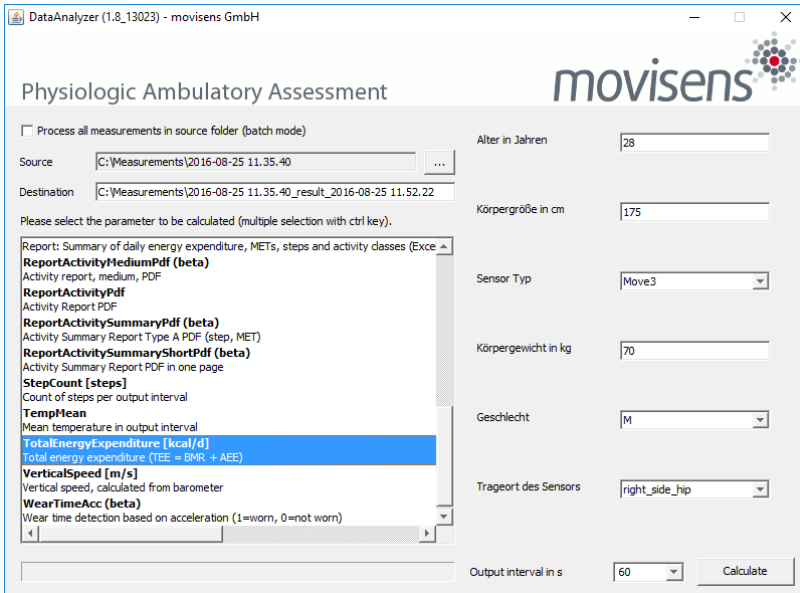 DataAnalyzer (1.8_13023) - movisens GmbH
movisens
Physiologic Ambulatory Assessment
Process all measurements in source folder (batch mode)
Source
C:\Measurements\2016-08-25 11.35.40
...
Destination
C:\Measurements\2016-08-25 11.35.40_result_2016-08-25 11.52.22
Please select the parameter to be calculated (multiple selection with ctrl key).
Report: Summary of daily energy expenditure, METs, steps and activity classes (Exce
ReportActivityMediumPdf (beta)
Activity report, medium, PDF
ReportActivityPdf
Activity Report PDF
ReportActivitySummaryPdf (beta)
Activity Summary Report Type A PDF (step, MET)
ReportActivitySummaryShortPdf (beta)
Activity Summary Report PDF in one page
StepCount [steps]
Count of steps per output interval
TempMean
Mean temperature in output interval
TotalEnergyExpenditure [kcal/d]
Total energy expenditure (TEE = BMR + AEE)
VerticalSpeed [m/s]
Vertical speed, calculated from barometer
WearTimeAcc (beta)
Wear time detection based on acceleration (1=worn, 0=not worn)
Alter in Jahren
28
Körpergröße in cm
175
Sensor Typ
Move3
Körpergewicht in kg
70
Geschlecht
M
Trageort des Sensors
right_side_hip
Output interval in s
60
Calculate